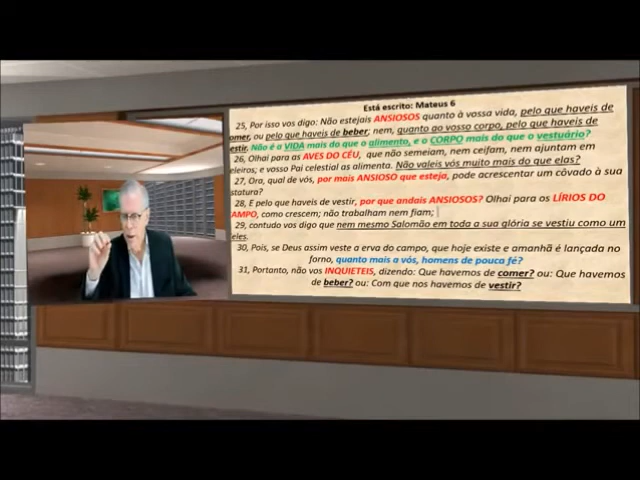 Está escrito: Mateus 6
25, Por isso vos digo: Não estejais ANSIOSOS quanto à vossa vida, pelo que haveis de
omer, ou pelo que haveis de beber; nem, quanto ao vosso corpo, pelo que haveis de
estir. Não é a VIDA mais do que o alimento, e o CORPO mais do que o vestuário?
26, Olhai para as AVES DO CÉU, que não semeiam, nem ceifam, nem ajuntam em
eleiros; e vosso Pai celestial as alimenta. Não valeis vós muito mais do que elas?
27, Ora, qual de vós, por mais ANSIOSO que esteja, pode acrescentar um côvado à sua
statura?
28, E pelo que haveis de vestir, por que andais ANSIOSOS? Olhai para os LÍRIOS DO
AMPO, como crescem; não trabalham nem fiam;
29, contudo vos digo que nem mesmo Salomão em toda a sua glória se vestiu como um
eles.
30, Pois, se Deus assim veste a erva do campo, que hoje existe e amanhã é lançada no
forno, quanto mais a vós, homens de pouca fé?
31, Portanto, não vos INQUIETEIS, dizendo: Que havemos de comer? ou: Que havemos
de beber? ou: Com que nos havemos de vestir?